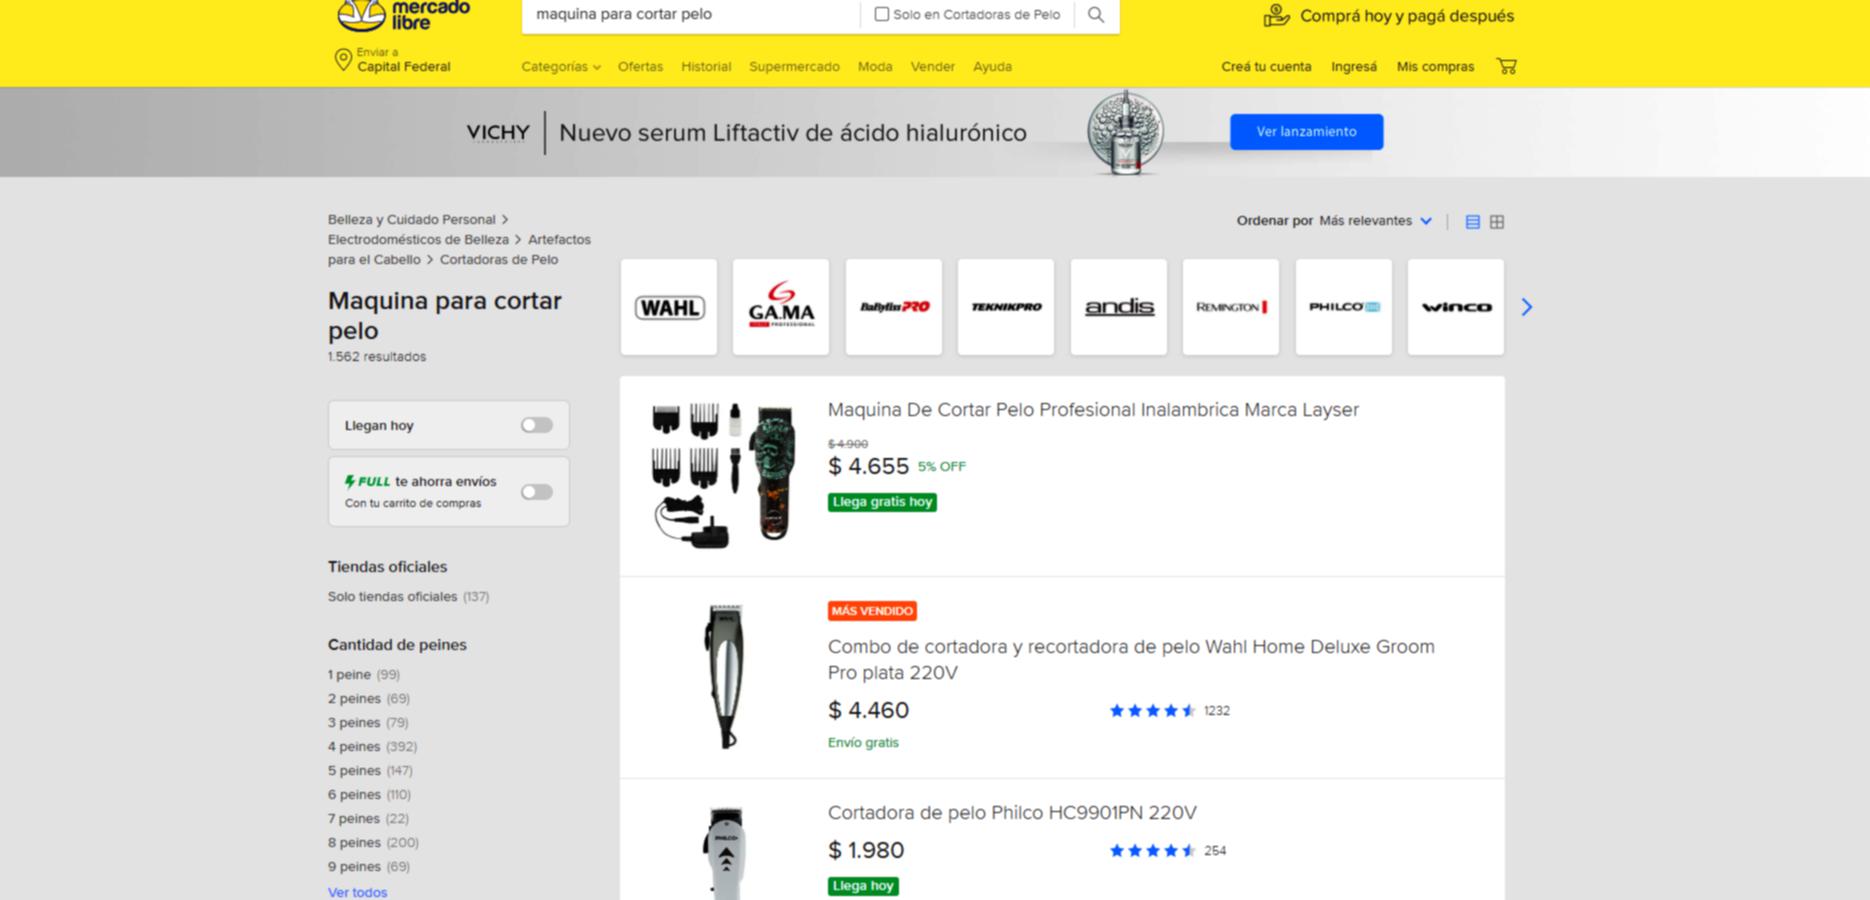 mercado
libre
maquina para cortar pelo
Solo en Cortadoras de Pelo
Comprá hoy y pagá después
Enviar a
Capital Federal
Categorías
Ofertas
Historial
Supermercado
Moda
Vender
Ayuda
Creá tu cuenta
Ingresá
Mis compras
VICHY
Nuevo serum Liftactiv de ácido hialurónico
Ver lanzamiento
Belleza y Cuidado Personal >
Electrodomésticos de Belleza > Artefactos
para el Cabello > Cortadoras de Pelo
Maquina para cortar
pelo
1.562 resultados
Ordenar por Más relevantes
WAHL
GA.MA
PROFESIONAL
BaBylissPRO
TEKNIKPRO
andis
REMINGTON
PHILCO
WINCO
Llegan hoy
FULL te ahorra envíos
Con tu carrito de compras
Tiendas oficiales
Solo tiendas oficiales (137)
Cantidad de peines
1 peine (99)
2 peines (69)
3 peines (79)
4 peines (392)
5 peines (147)
6 peines (110)
7 peines (22)
8 peines (200)
9 peines (69)
Ver todos
Maquina De Cortar Pelo Profesional Inalambrica Marca Layser
$ 4.900
$ 4.655 5% OFF
Llega gratis hoy
MÁS VENDIDO
Combo de cortadora y recortadora de pelo Wahl Home Deluxe Groom
Pro plata 220V
$ 4.460
1232
Envío gratis
Cortadora de pelo Philco HC9901PN 220V
$ 1.980
254
Llega hoy
PHILCO